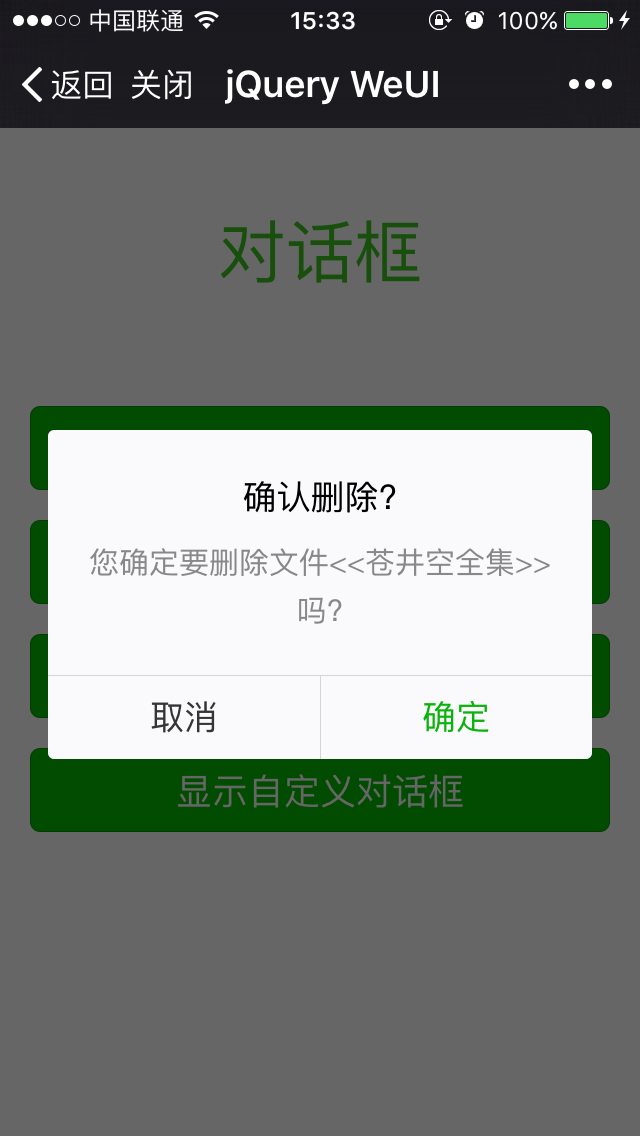 中国联通 15:33 100%
返回 关闭 jQuery WeUI
对话框
确认删除?
您确定要删除文件<<苍井空全集>>
吗?
取消 确定
显示自定义对话框